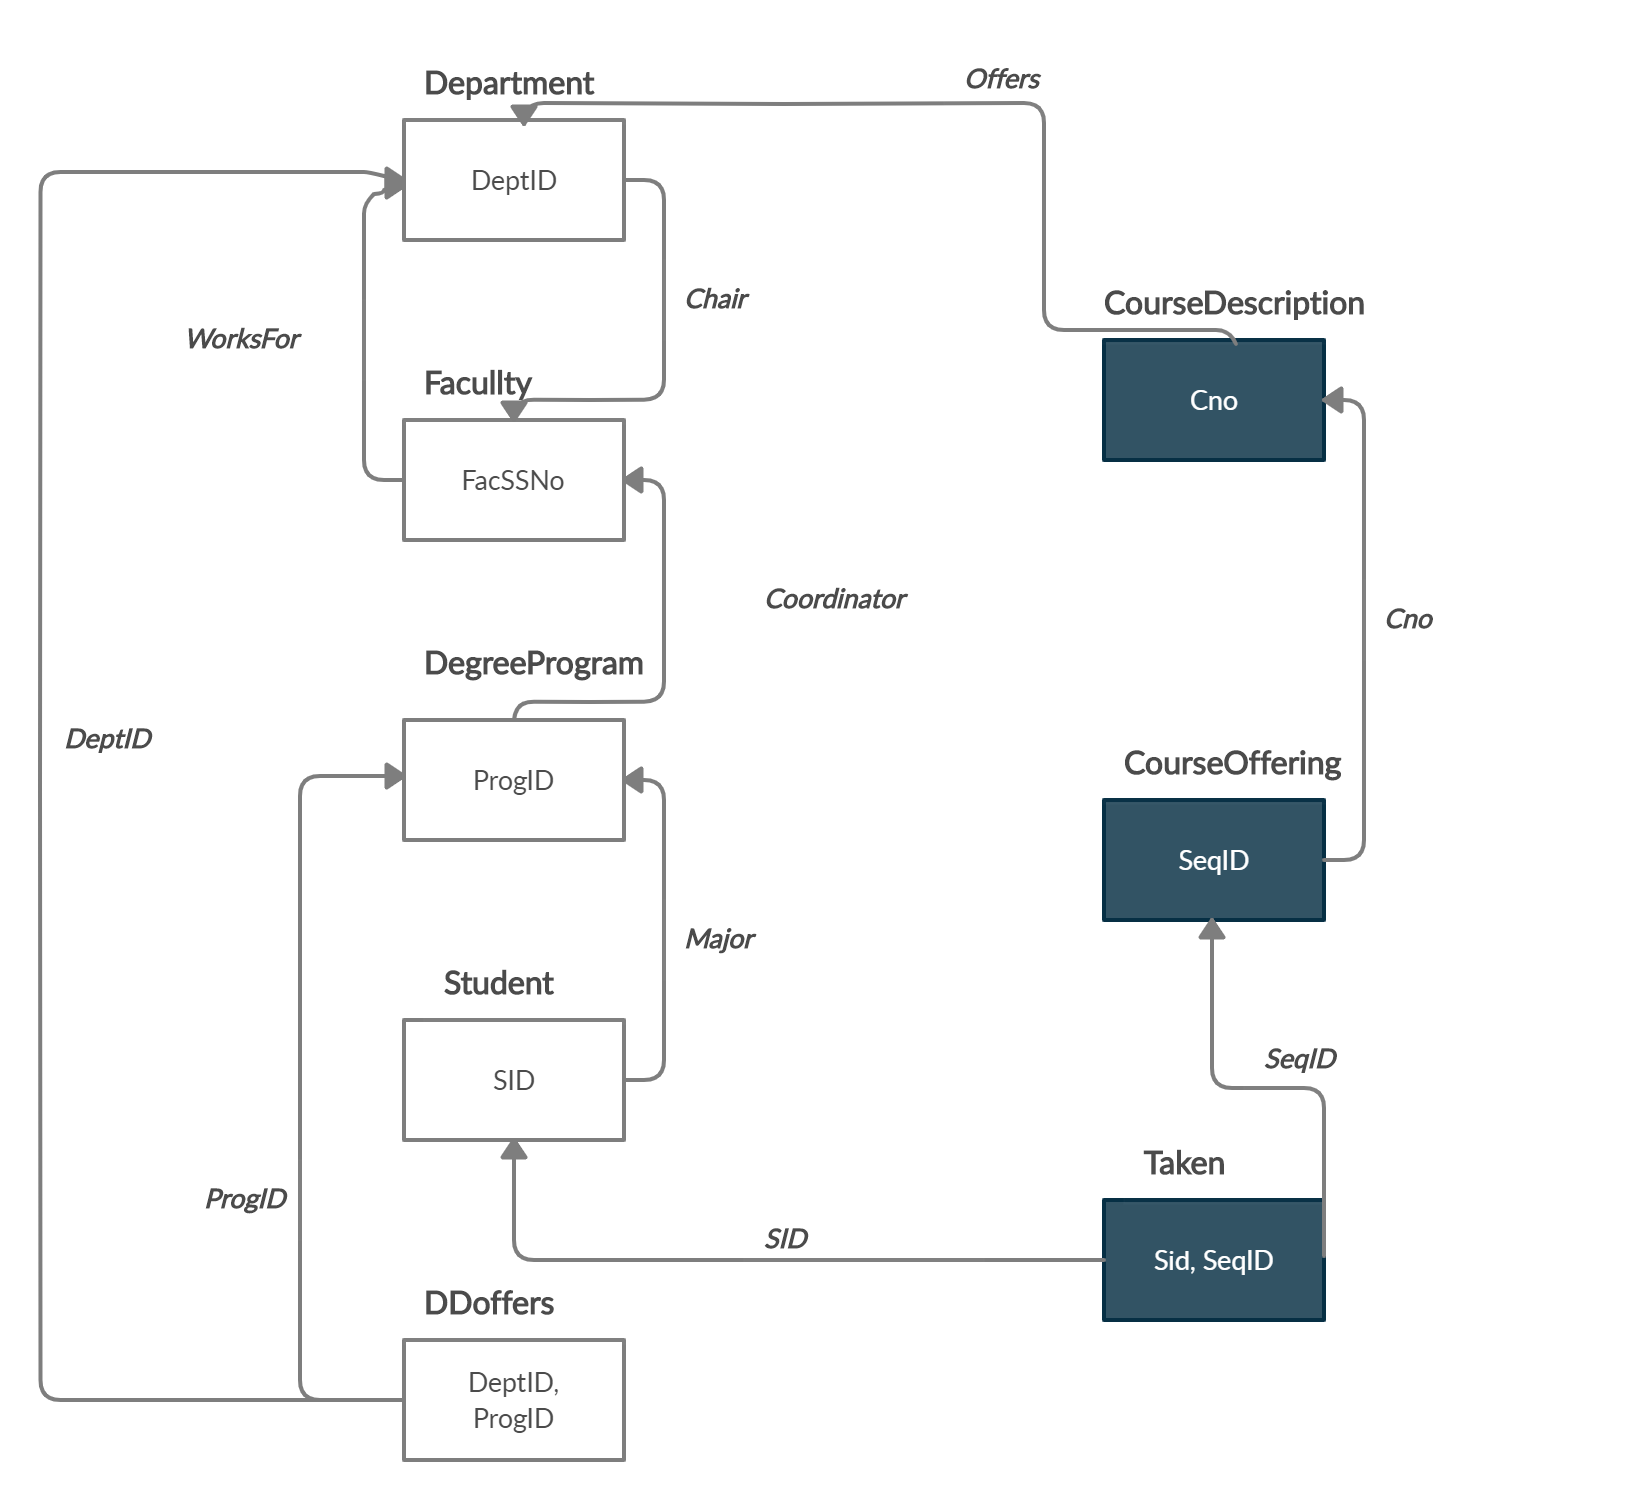 Offers
Department
DeptID
Chair
CourseDescription
WorksFor
Facullty
Cno
FacSSNo
Coordinator
Cno
DegreeProgram
DeptID
CourseOffering
ProgID
SeqID
Major
Student
SeqID
SID
Taken
ProgID
SID
Sid, SeqID
DDoffers
DeptID,
ProgID